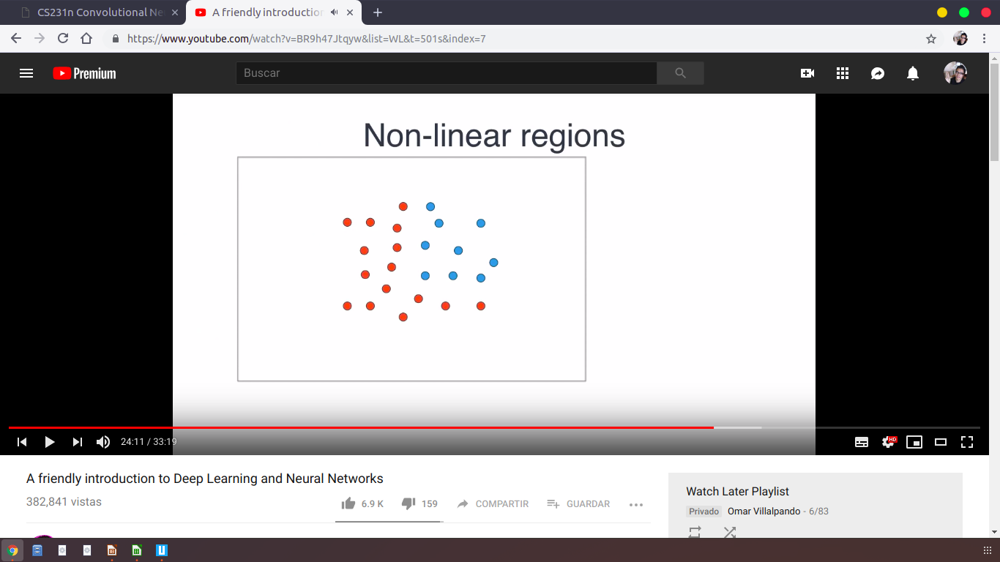 CS231n Convolutional Ne
A friendly introduction
https://www.youtube.com/watch?v=BR9h47Jtqyw&list=WL&t=501s&index=7
Premium
Buscar
Non-linear regions
24:11 / 33:19
HD
A friendly introduction to Deep Learning and Neural Networks
382,841 vistas
6.9 K
159
COMPARTIR
GUARDAR
Watch Later Playlist
Privado Omar Villalpando - 6/83